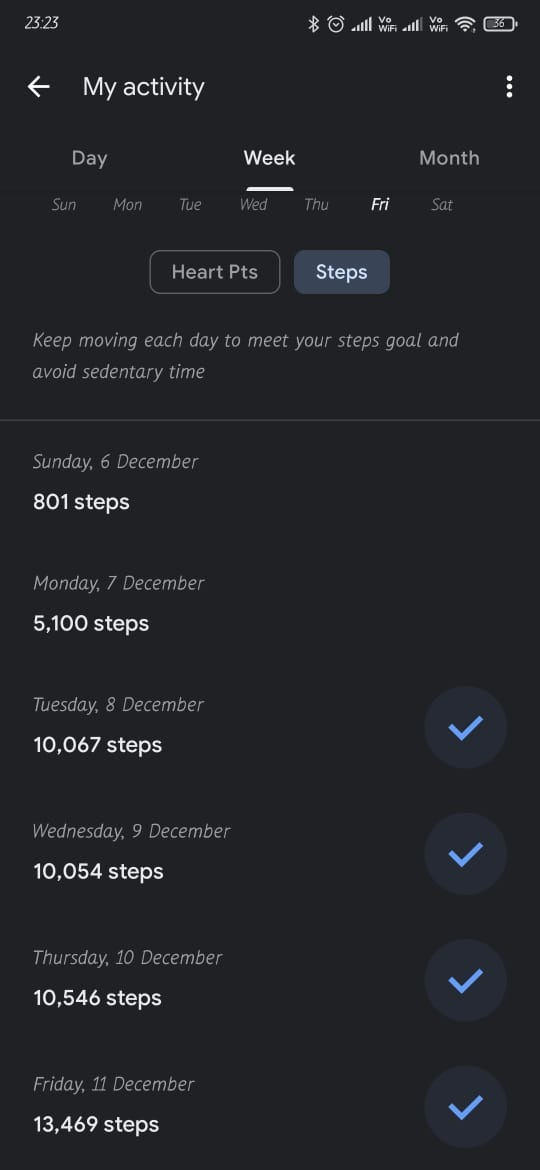 23:23
Vo WiFi Vo WiFi 36
My activity
Day Week Month
Sun Mon Tue Wed Thu Fri Sat
Heart Pts Steps
Keep moving each day to meet your steps goal and
avoid sedentary time
Sunday, 6 December
801 steps
Monday, 7 December
5,100 steps
Tuesday, 8 December
10,067 steps
Wednesday, 9 December
10,054 steps
Thursday, 10 December
10,546 steps
Friday, 11 December
13,469 steps